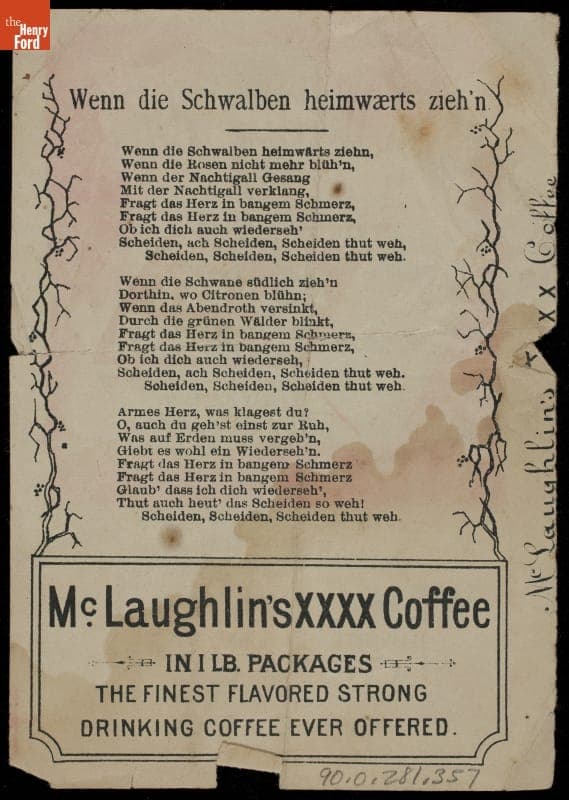 the
Henry
Ford
Wenn die Schwalben heimwærts zieh'n
Wenn die Schwalben heimwärts ziehn,
Wenn die Rosen nicht mehr blüh'n,
Wenn der Nachtigall Gesang
Mit der Nachtigall verklang,
Fragt das Herz in bangem Schmerz,
Fragt das Herz in bangem Schmerz,
Ob ich dich auch wiederseh'
Scheiden, ach Scheiden, Scheiden thut weh,
Scheiden, Scheiden, Scheiden thut weh.
Wenn die Schwane südlich zieh'n
Dorthin, wo Citronen blühn;
Wenn das Abendroth versinkt,
Durch die grünen Wälder blinkt,
Fragt das Herz in bangem Schmerz,
Fragt das Herz in bangem Schmerz,
Ob ich dich auch wiederseh,
Scheiden, ach Scheiden, Scheiden thut weh.
Scheiden, Scheiden, Scheiden thut weh.
Armes Herz, was klagest du?
O, auch du geh'st einst zur Ruh,
Was auf Erden muss vergeh'n,
Giebt es wohl ein Wiederseh'n.
Fragt das Herz in bangem Schmerz
Fragt das Herz in bangem Schmerz
Glaub' dass ich dich wiederseh',
Thut auch heut' das Scheiden so weh!
Scheiden, Scheiden, Scheiden thut weh.
McLaughlin's XXXX Coffee
IN 1 LB. PACKAGES
THE FINEST FLAVORED STRONG
DRINKING COFFEE EVER OFFERED.
McLaughlin's x x x Coffee
90.0.281.357